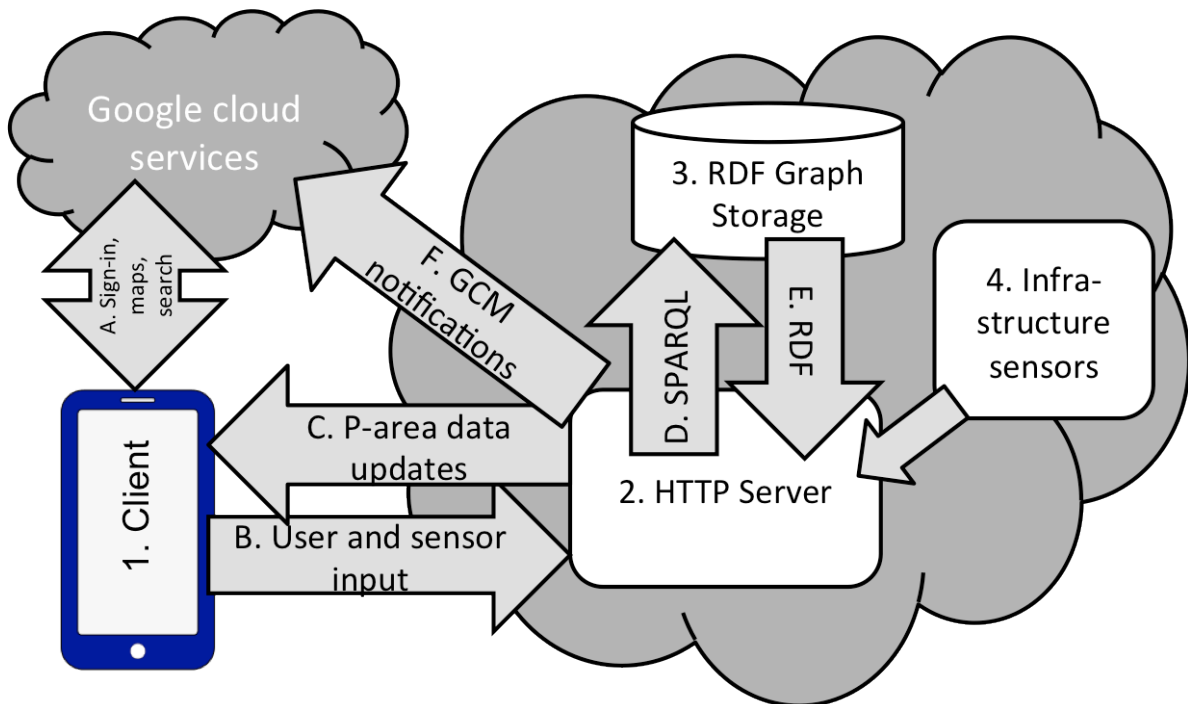 Google cloud
services
3. RDF Graph
Storage
A. Sign-in,
maps,
search
F. GCM
notifications
D. SPARQL
E. RDF
4. Infra-
structure
sensors
C. P-area data
updates
1. Client
2. HTTP Server
B. User and sensor
input